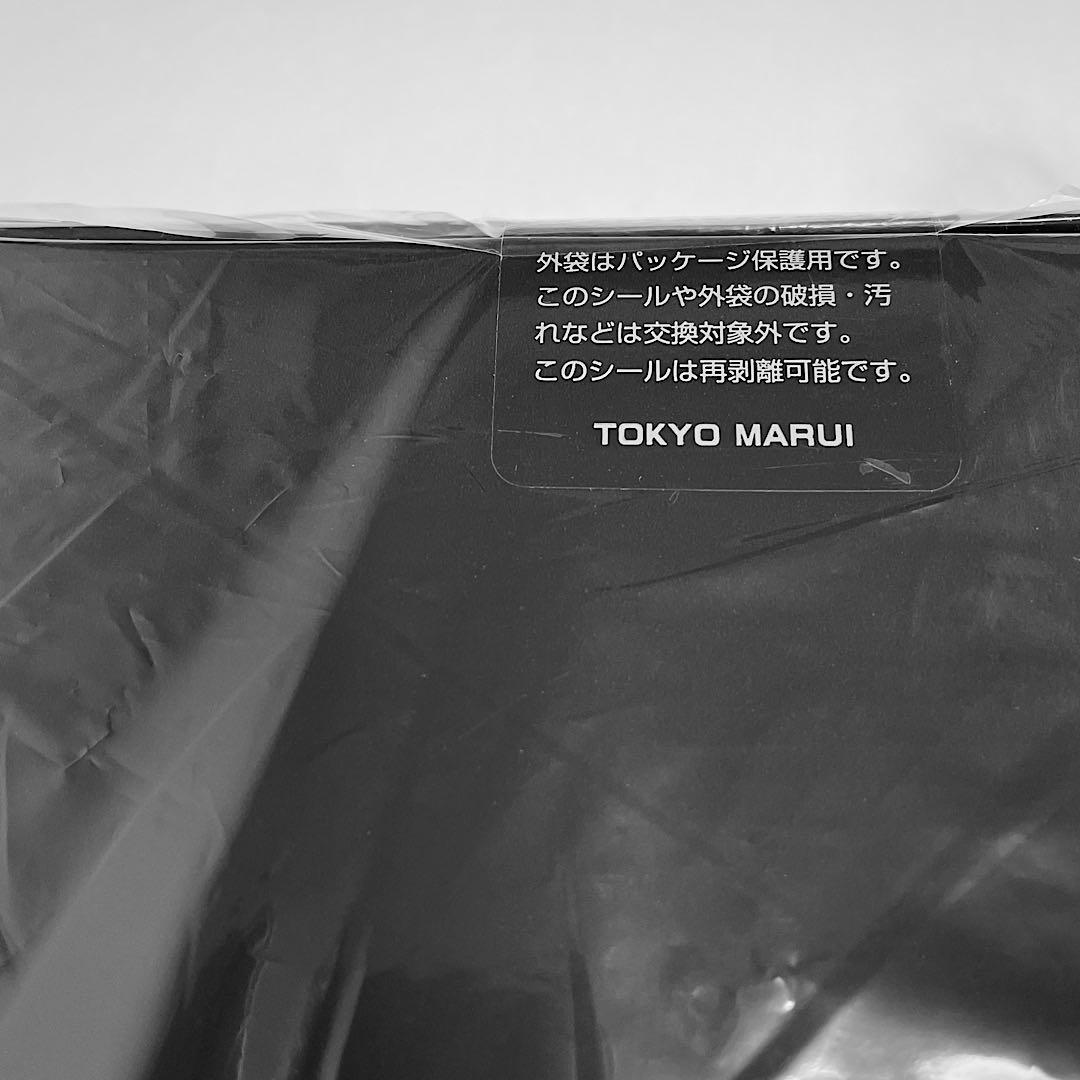 外袋はパッケージ保護用です。
このシールや外袋の破損・汚
れなどは交換対象外です。
このシールは再剥離可能です。
TOKYO MARUI